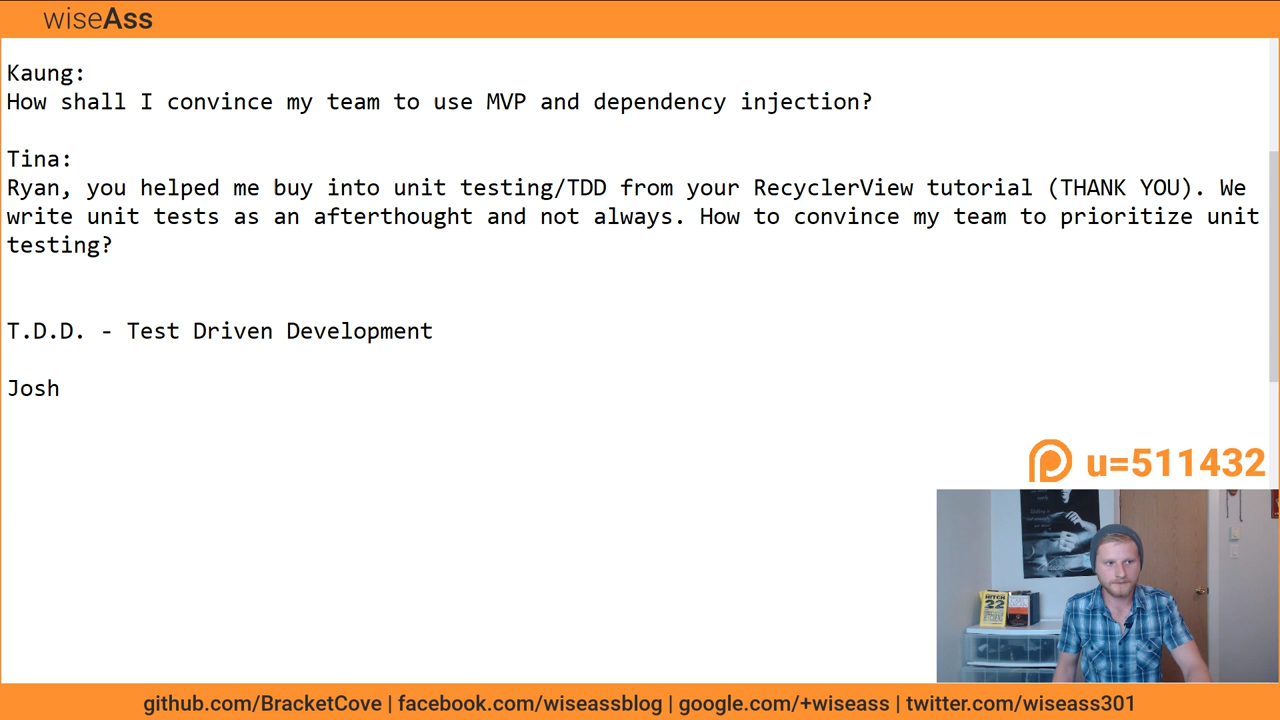 wiseAss
Kaung:
How shall I convince my team to use MVP and dependency injection?
Tina:
Ryan, you helped me buy into unit testing/TDD from your RecyclerView tutorial (THANK YOU). We
write unit tests as an afterthought and not always. How to convince my team to prioritize unit
testing?
T.D.D. - Test Driven Development
Josh
u=511432
HITCH
22
github.com/BracketCove | facebook.com/wiseassblog | google.com/+wiseass | twitter.com/wiseass301